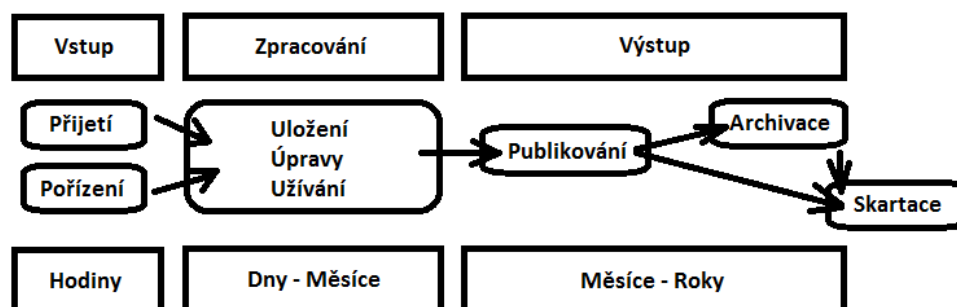 Vstup
Zpracování
Výstup
Přijetí
Pořízení
Uložení
Úpravy
Užívání
Publikování
Archivace
Skartace
Hodiny
Dny - Měsíce
Měsíce - Roky